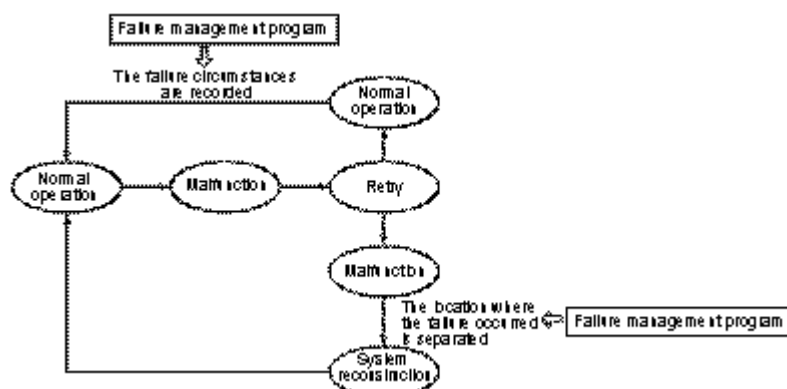 Failure management program
The failure circumstances
are recorded
Normal
operation
Normal
operation
Malfunction
Retry
Malfunction
The location where
the failure occurred
is separated
Failure management program
System
reconstruction